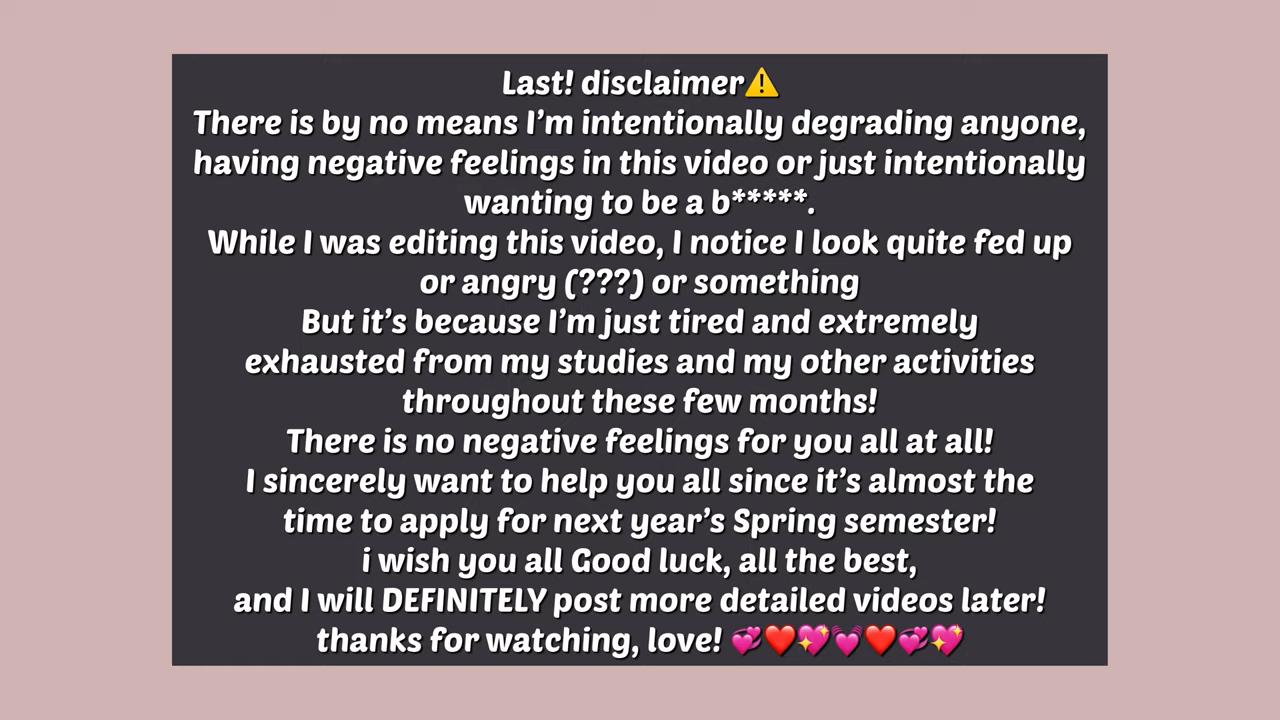 Last! disclaimer⚠️
There is by no means I’m intentionally degrading anyone,
having negative feelings in this video or just intentionally
wanting to be a b*****.
While I was editing this video, I notice I look quite fed up
or angry (???) or something
But it’s because I’m just tired and extremely
exhausted from my studies and my other activities
throughout these few months!
There is no negative feelings for you all at all!
I sincerely want to help you all since it’s almost the
time to apply for next year’s Spring semester!
i wish you all Good luck, all the best,
and I will DEFINITELY post more detailed videos later!
thanks for watching, love! 💞❤️💖💓❤️💞💖